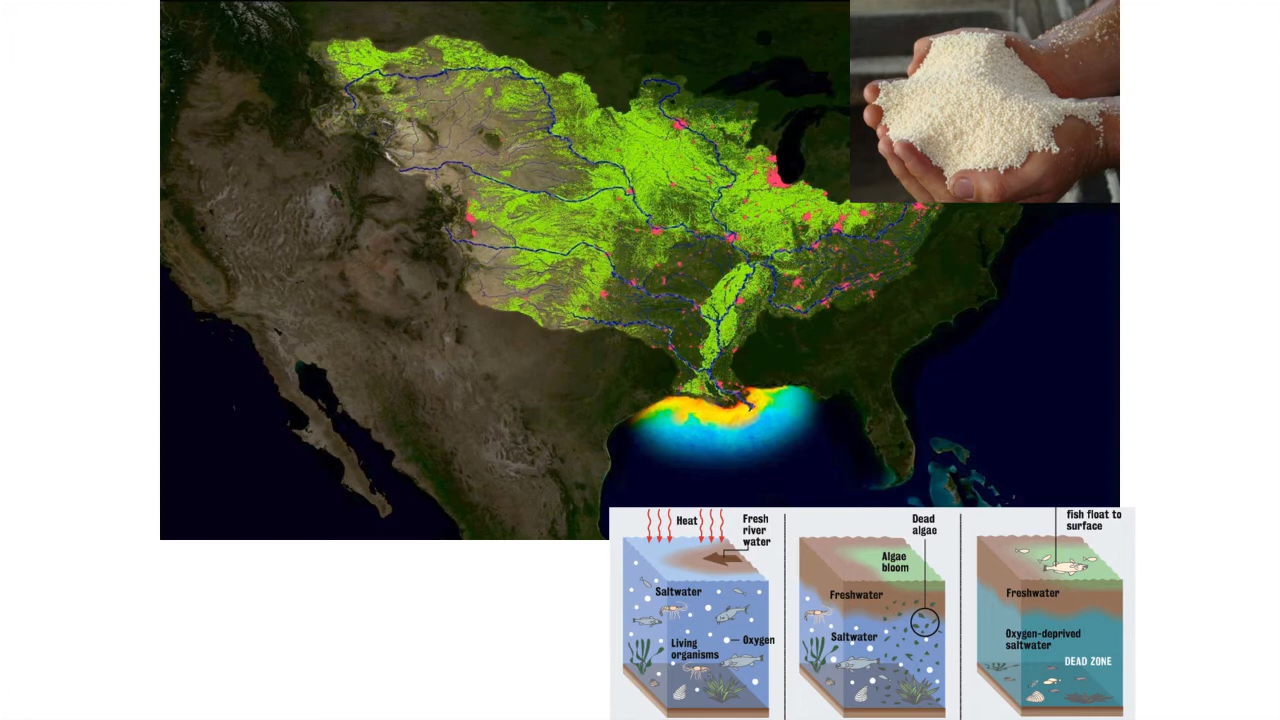 Heat
Fresh
river
water
Saltwater
Living
organisms
Oxygen
Dead
algae
Algae
bloom
Freshwater
Saltwater
fish float to
surface
Freshwater
Oxygen-deprived
saltwater
DEAD ZONE